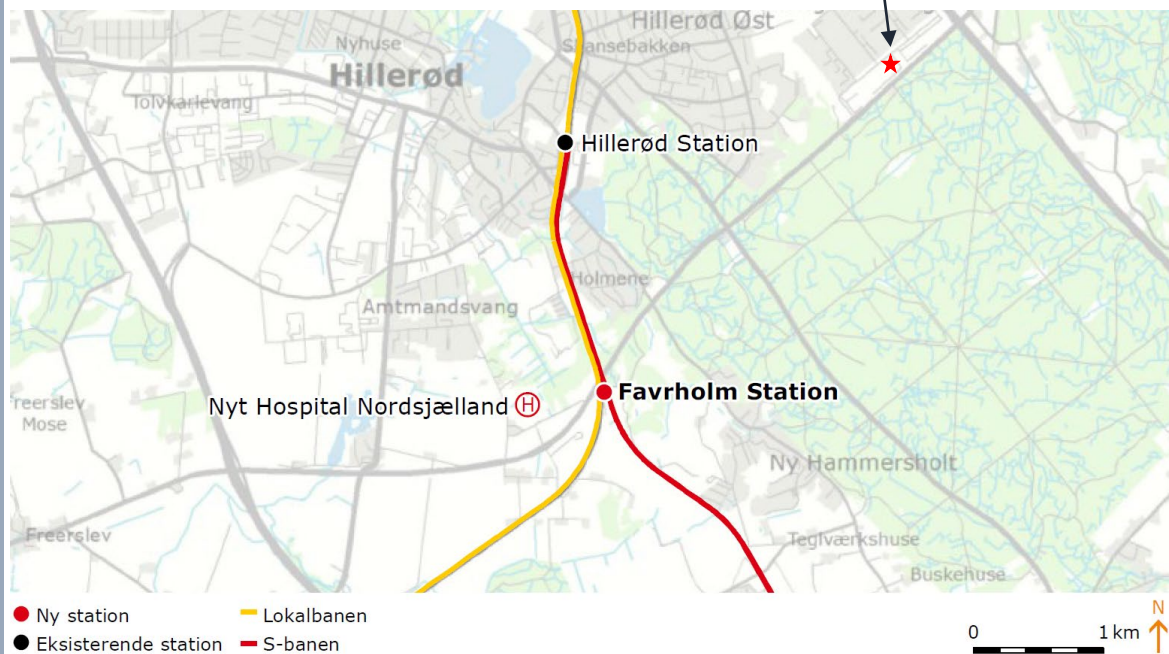 Hillerød Øst
Nyhuse
Skansebakken
Hillerød
Tolvkarlevang
Hillerød Station
Holmene
Amtmandsvang
Favrholm Station
Nyt Hospital Nordsjælland H
Freerslev
Mose
Ny Hammersholt
Freerslev
Teglværkshuse
Buskehuse
Ny station
Lokalbanen
Eksisterende station
S-banen
0 1 km
N